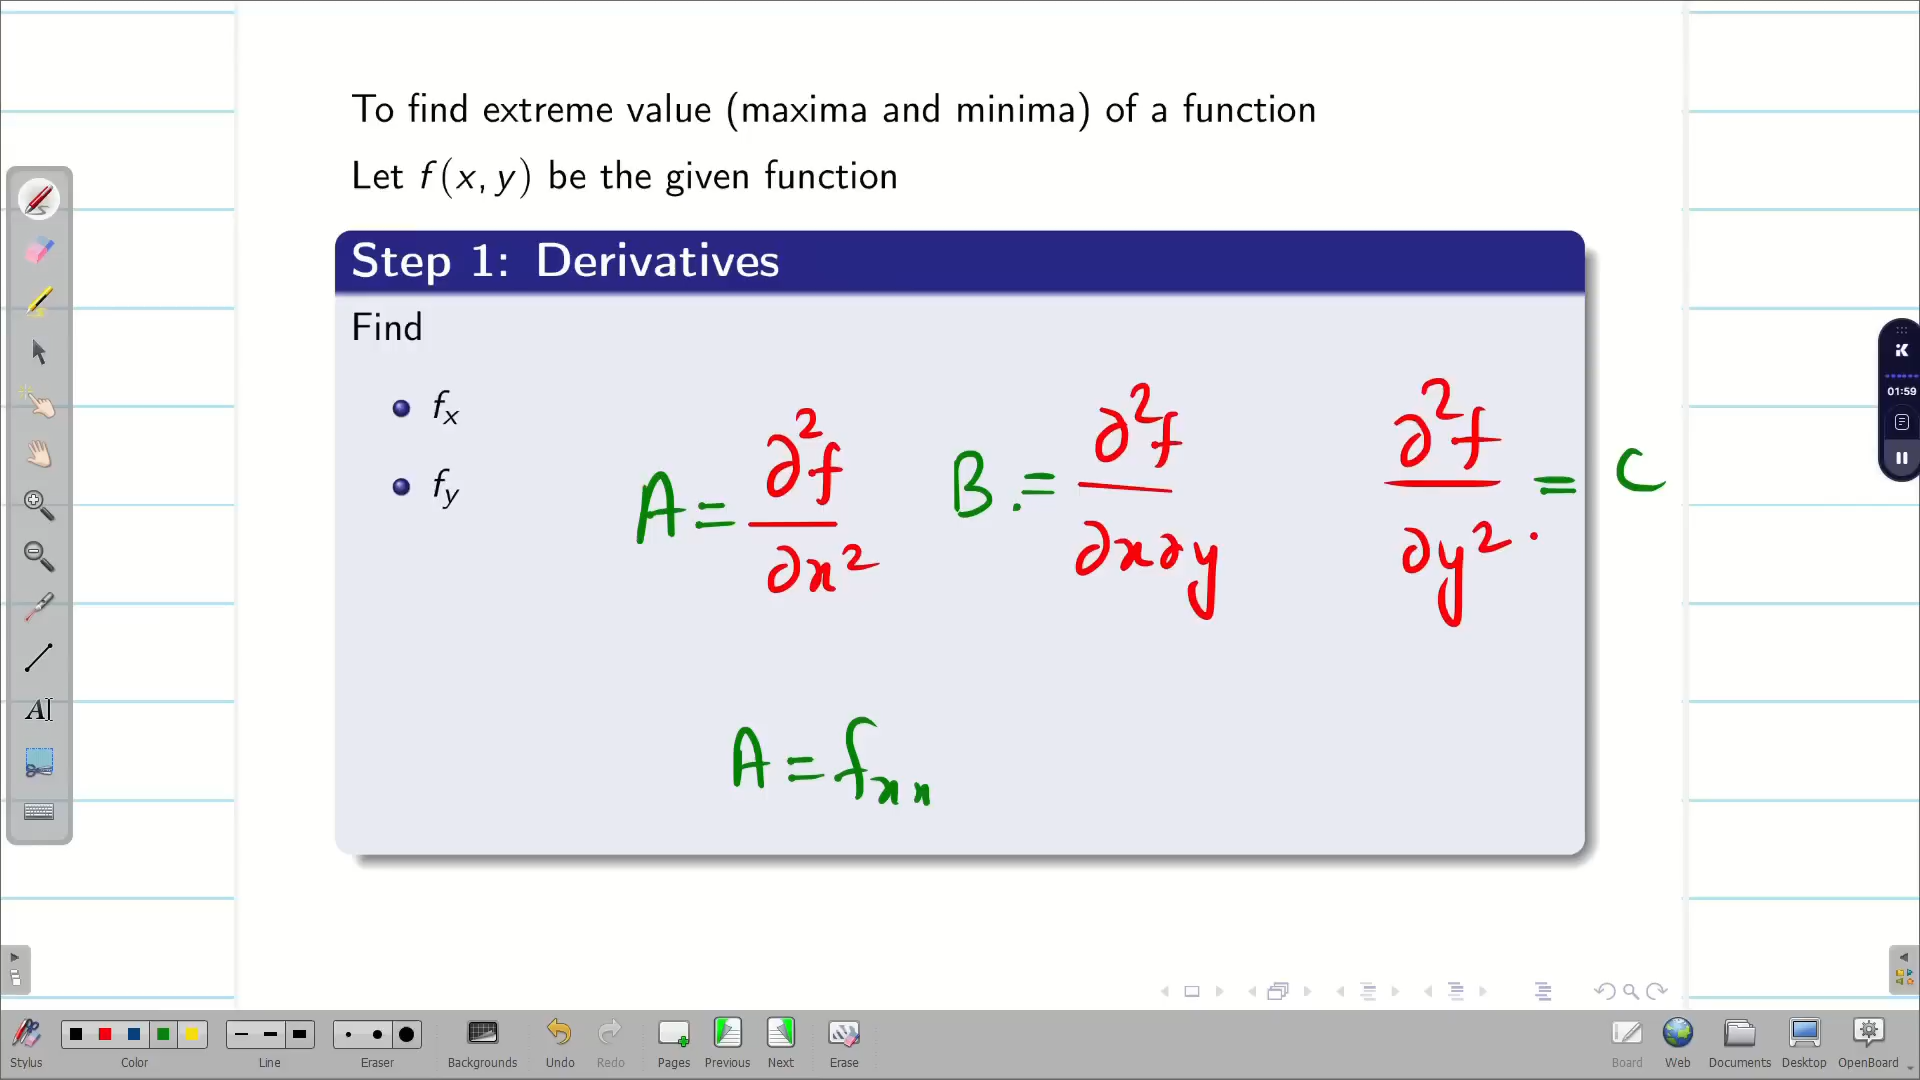 To find extreme value (maxima and minima) of a function
Let f(x, y) be the given function
Step 1: Derivatives
Find
• f_x
• f_y
A = ∂²f/∂x² B. = ∂²f/∂x∂y ∂²f/∂y². = C
A = f_xx
01:59
Stylus Color Line Eraser Backgrounds Undo Redo Pages Previous Next Erase Board Web Documents Desktop OpenBoard